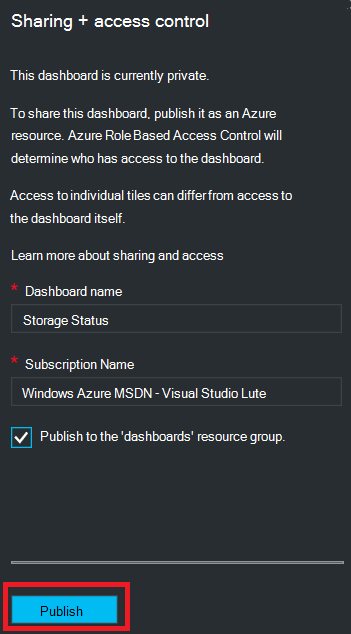 Sharing + access control
This dashboard is currently private.
To share this dashboard, publish it as an Azure
resource. Azure Role Based Access Control will
determine who has access to the dashboard.
Access to individual tiles can differ from access to
the dashboard itself.
Learn more about sharing and access
* Dashboard name
Storage Status
* Subscription Name
Windows Azure MSDN - Visual Studio Lute
Publish to the 'dashboards' resource group.
Publish